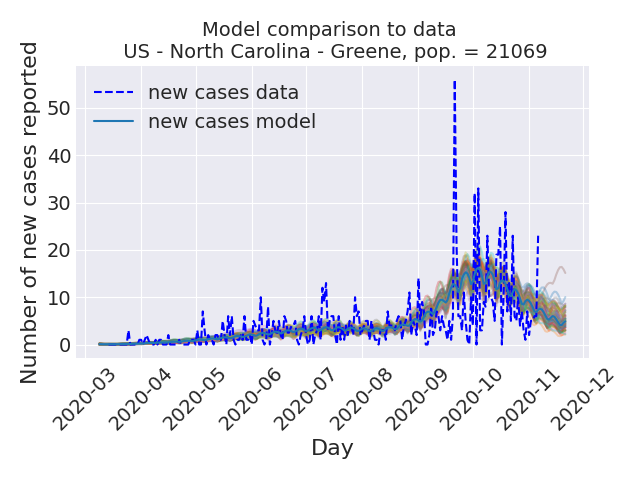 Model comparison to data
US - North Carolina - Greene, pop. = 21069
new cases data
new cases model
Number of new cases reported
50
40
30
20
10
0
2020-03
2020-04
2020-05
2020-06
2020-07
2020-08
2020-09
2020-10
2020-11
2020-12
Day